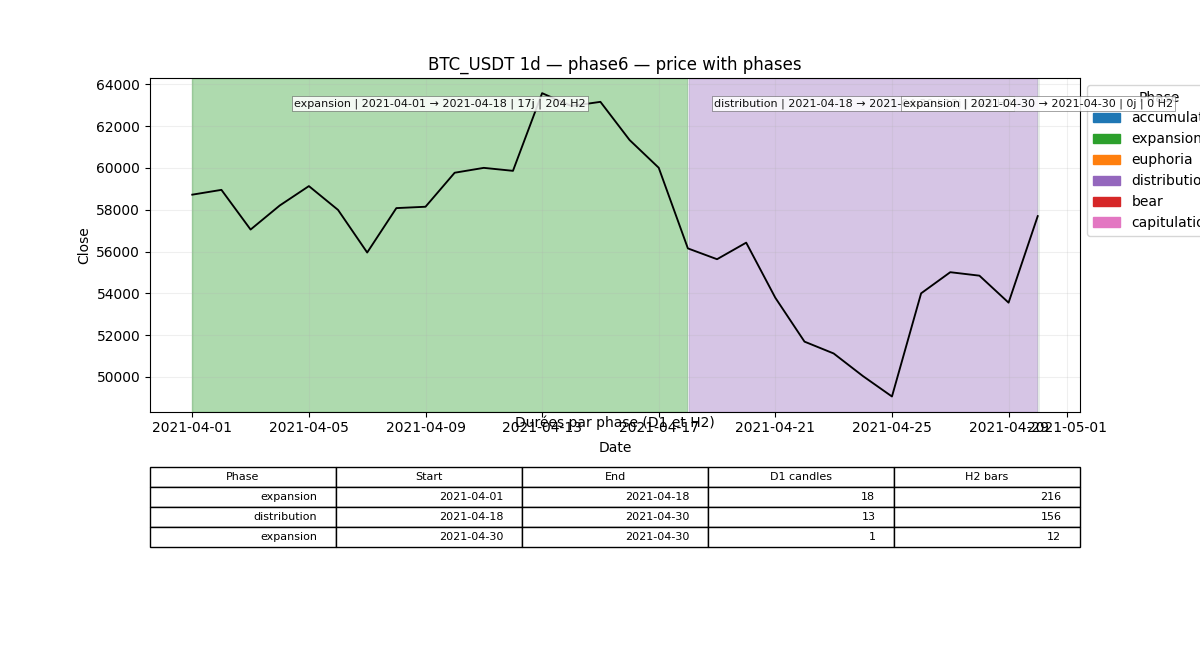 BTC_USDT 1d — phase6 — price with phases
64000
62000
60000
58000
56000
54000
52000
50000
Close
expansion | 2021-04-01 → 2021-04-18 | 17j | 204 H2
distribution | 2021-04-18 → 2021-
expansion | 2021-04-30 → 2021-04-30 | 0j | 0 H2
Phase
accumulat
expansion
euphoria
distributio
bear
capitulatio
2021-04-01 2021-04-05 2021-04-09 2021-04-13 2021-04-17 2021-04-21 2021-04-25 2021-04-29 2021-05-01
Durées par phase (D1 et H2)
Date
Phase Start End D1 candles H2 bars
expansion 2021-04-01 2021-04-18 18 216
distribution 2021-04-18 2021-04-30 13 156
expansion 2021-04-30 2021-04-30 1 12